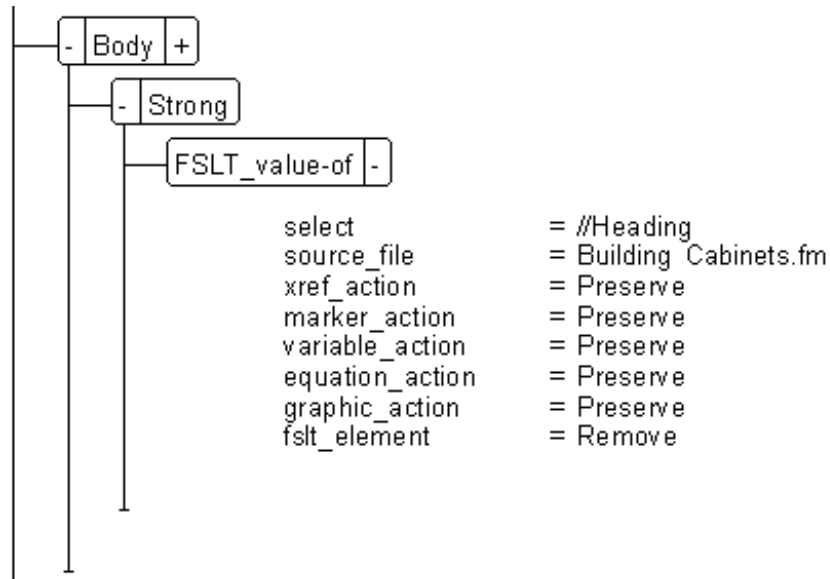 - Body +
- Strong
FSLT_value-of -
select = //Heading
source_file = Building Cabinets.fm
xref_action = Preserve
marker_action = Preserve
variable_action = Preserve
equation_action = Preserve
graphic_action = Preserve
fslt_element = Remove